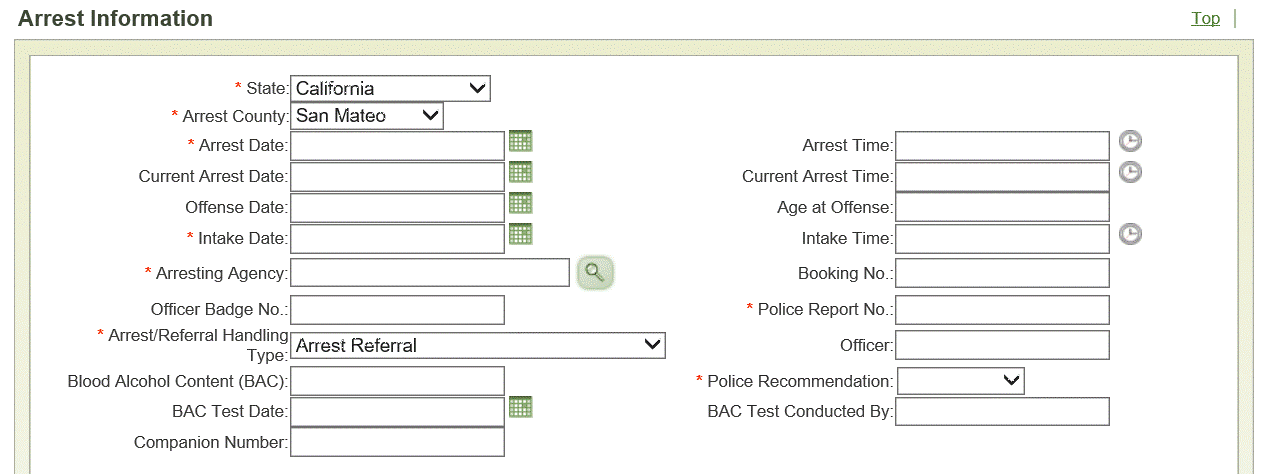 Arrest Information
Top
* State: California
* Arrest County: San Mateo
* Arrest Date: Arrest Time:
Current Arrest Date: Current Arrest Time:
Offense Date: Age at Offense:
* Intake Date: Intake Time:
* Arresting Agency: Booking No.:
Officer Badge No.: * Police Report No.:
* Arrest/Referral Handling
Type: Arrest Referral Officer:
Blood Alcohol Content (BAC): * Police Recommendation:
BAC Test Date: BAC Test Conducted By:
Companion Number: